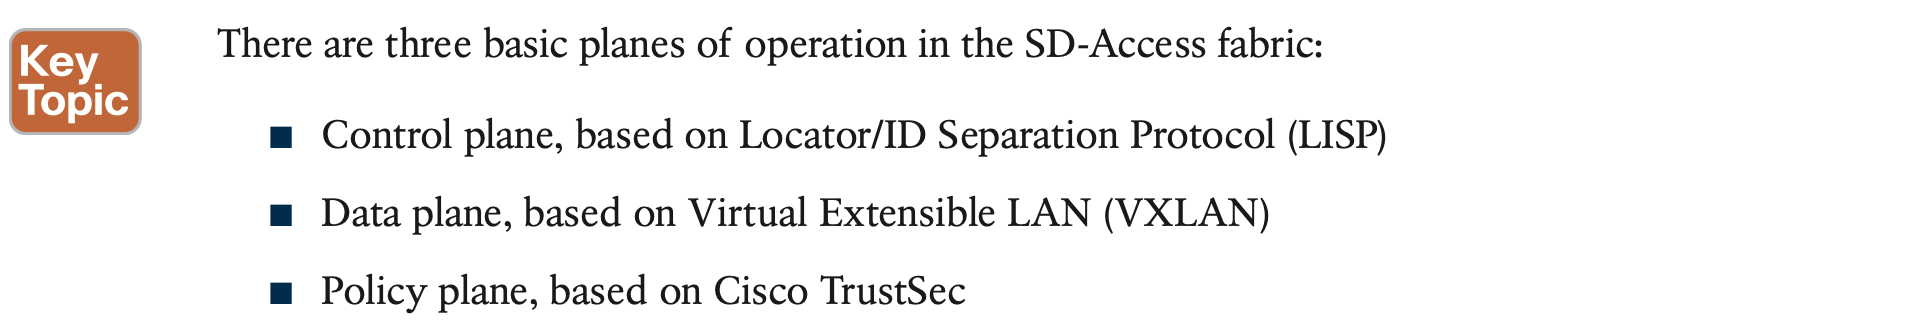 Key
Topic
There are three basic planes of operation in the SD-Access fabric:
■ Control plane, based on Locator/ID Separation Protocol (LISP)
■ Data plane, based on Virtual Extensible LAN (VXLAN)
■ Policy plane, based on Cisco TrustSec